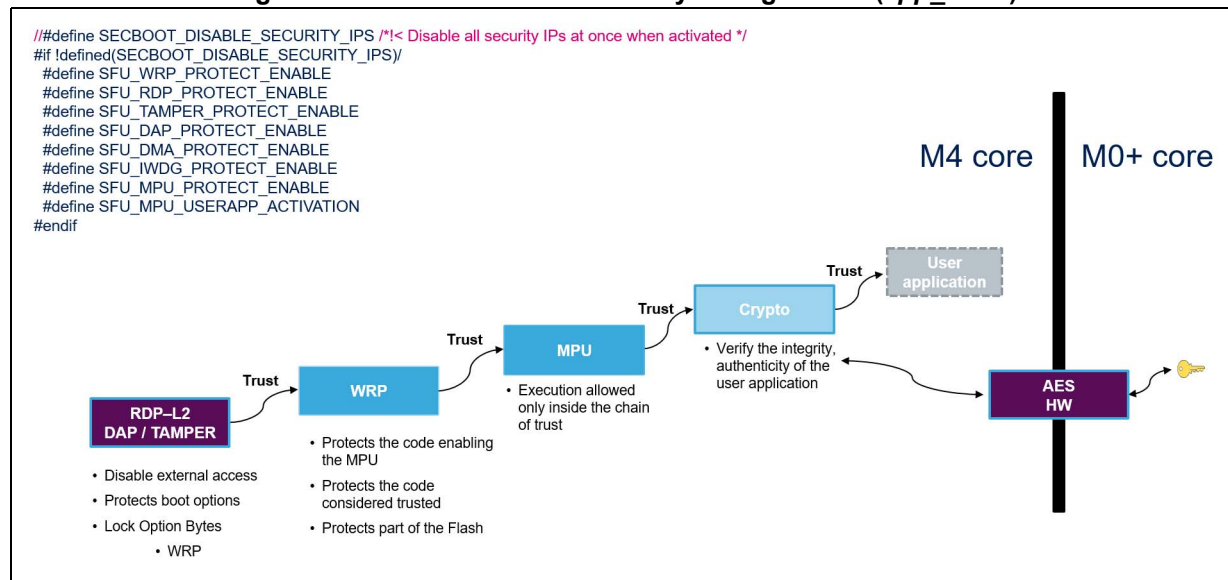 //#define SECBOOT_DISABLE_SECURITY_IPS /*!< Disable all security IPs at once when activated */
#if !defined(SECBOOT_DISABLE_SECURITY_IPS)/
#define SFU_WRP_PROTECT_ENABLE
#define SFU_RDP_PROTECT_ENABLE
#define SFU_TAMPER_PROTECT_ENABLE
#define SFU_DAP_PROTECT_ENABLE
#define SFU_DMA_PROTECT_ENABLE
#define SFU_IWDG_PROTECT_ENABLE
#define SFU_MPU_PROTECT_ENABLE
#define SFU_MPU_USERAPP_ACTIVATION
#endif
M4 core
M0+ core
RDP–L2
DAP / TAMPER
• Disable external access
• Protects boot options
• Lock Option Bytes
• WRP
Trust
WRP
• Protects the code enabling
the MPU
• Protects the code
considered trusted
• Protects part of the Flash
Trust
MPU
• Execution allowed
only inside the chain
of trust
Trust
Crypto
• Verify the integrity,
authenticity of the
user application
Trust
User
application
AES
HW